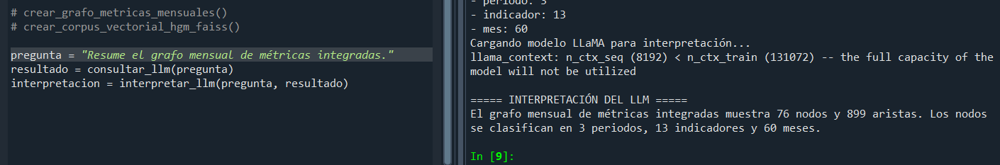 # crear_grafo_metricas_mensuales()
# crear_corpus_vectorial_hgm_faiss()
pregunta = "Resume el grafo mensual de métricas integradas."
resultado = consultar_llm(pregunta)
interpretacion = interpretar_llm(pregunta, resultado)
- periodo: 3
- indicador: 13
- mes: 60
Cargando modelo LLaMA para interpretación...
llama_context: n_ctx_seq (8192) < n_ctx_train (131072) -- the full capacity of the
model will not be utilized
===== INTERPRETACIÓN DEL LLM =====
El grafo mensual de métricas integradas muestra 76 nodos y 899 aristas. Los nodos
se clasifican en 3 periodos, 13 indicadores y 60 meses.
In [9]: